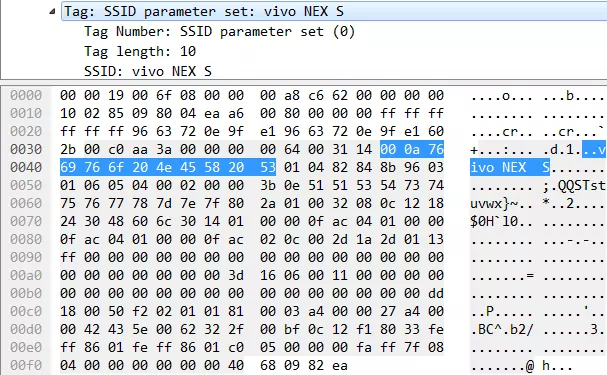 Tag: SSID parameter set: vivo NEX S
Tag Number: SSID parameter set (0)
Tag length: 10
SSID: vivo NEX S
0000 00 00 19 00 6f 08 00 00 00 a8 c6 62 00 00 00 00 ....o... ...b....
0010 10 02 85 09 80 04 ea a6 00 80 00 00 00 ff ff ff ........ ........
0020 ff ff ff 96 63 72 0e 9f e1 96 63 72 0e 9f e1 60 ....cr.. ..cr...`
0030 2b 00 c0 aa 3a 00 00 00 00 64 00 31 14 00 0a 76 +...:... .d.1...v
0040 69 76 6f 20 4e 45 58 20 53 01 04 82 84 8b 96 03 ivo NEX S.......
0050 01 06 05 04 00 02 00 00 3b 0e 51 51 53 54 73 74 ........ ;.QQSTst
0060 75 76 77 78 7d 7e 7f 80 2a 01 00 32 08 0c 12 18 uvwx}~.. *..2....
0070 24 30 48 60 6c 30 14 01 00 00 0f ac 04 01 00 00 $0H`l0.. ........
0080 0f ac 04 01 00 00 0f ac 02 0c 00 2d 1a 2d 01 13 ........ ...-.-..
0090 ff 00 00 00 00 00 00 00 00 00 00 00 00 00 00 00 ........ ........
00a0 00 00 00 00 00 00 00 3d 16 06 11 00 00 00 00 00 .......= ........
00b0 00 00 00 00 00 00 00 00 00 00 00 00 00 00 00 dd ........ ........
00c0 18 00 50 f2 02 01 01 81 00 03 a4 00 00 27 a4 00 ..P..... .....'..
00d0 00 42 43 5e 00 62 32 2f 00 bf 0c 12 f1 80 33 fe .BC^.b2/ ......3.
00e0 ff 86 01 fe ff 86 01 c0 05 00 00 00 fa ff 7f 08 ........ ........
00f0 04 00 00 00 00 00 00 40 68 09 82 ea .......@ h...